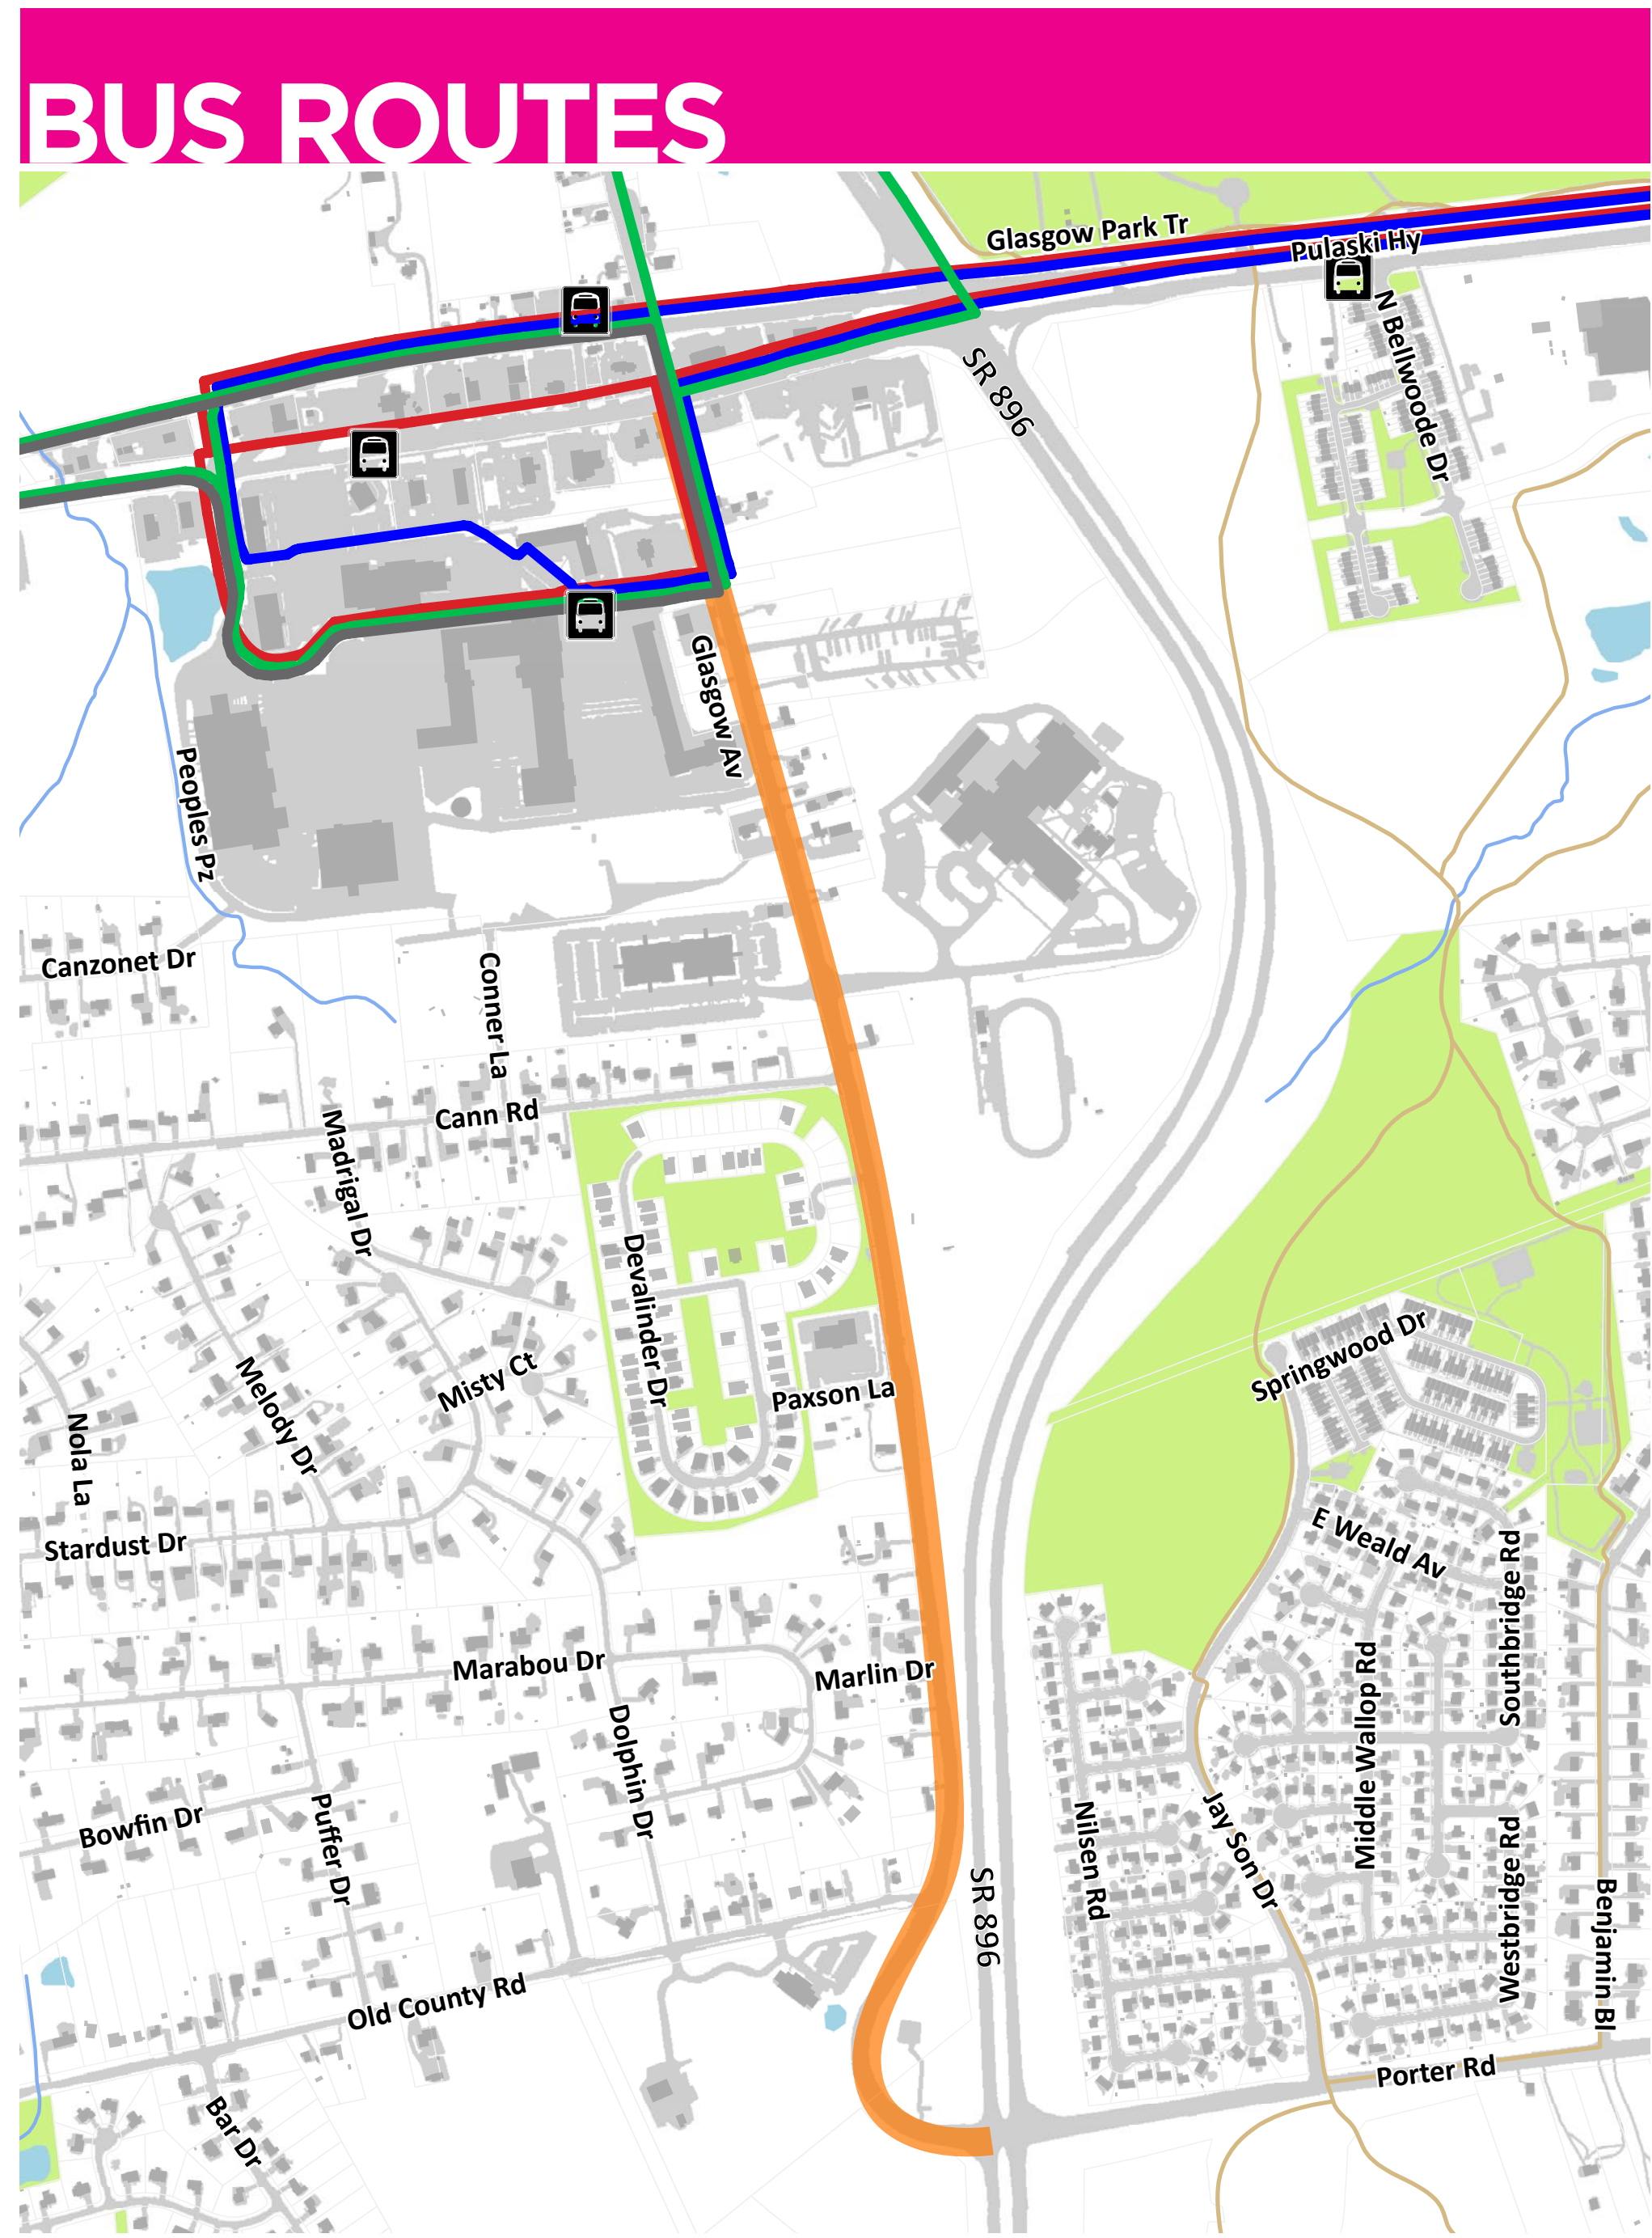 BUS ROUTES
Glasgow Park Tr
Pulaski Hy
N Bellwoode Dr
SR 896
Glasgow Av
Peoples Pz
Canzonet Dr
Conner La
Cann Rd
Madrigal Dr
Devalinder Dr
Springwood Dr
Misty Ct
Melody Dr
Paxson La
Nola La
Stardust Dr
E Weald Av
Southbridge Rd
Marabou Dr
Marlin Dr
Middle Wallop Rd
Dolphin Dr
Bowfin Dr
Puffer Dr
Nilsen Rd
Jay Son Dr
Westbridge Rd
SR 896
Benjamin Bl
Old County Rd
Porter Rd
Bar Dr